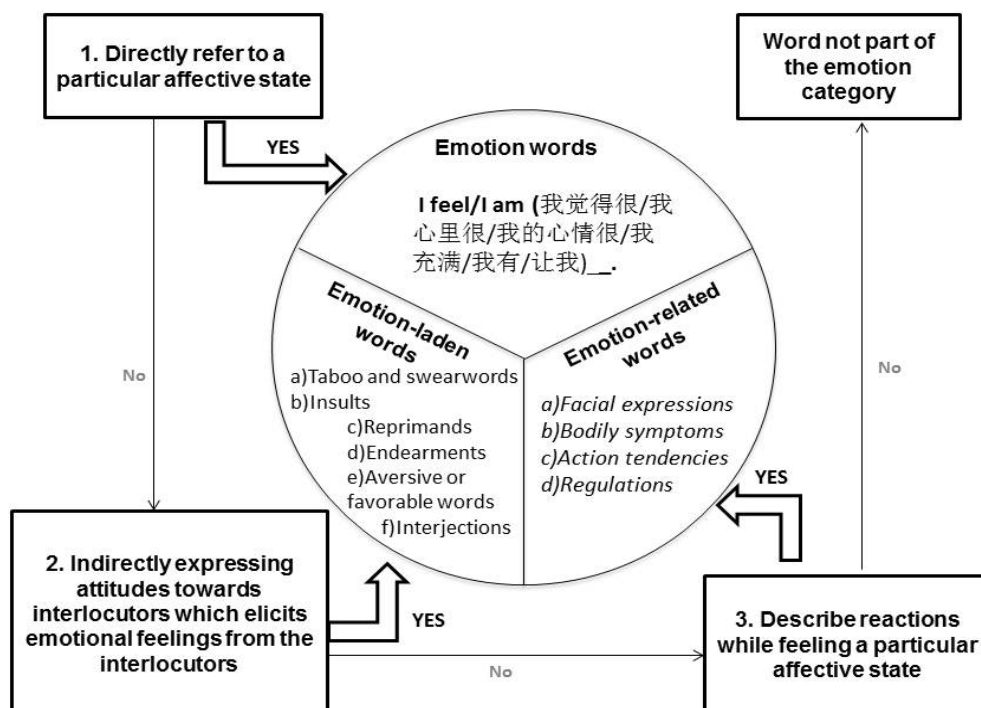 1. Directly refer to a
particular affective state
YES
Word not part of
the emotion
category
Emotion words
I feel/I am (我觉得很/我
心里很/我的心情很/我
充满/我有/让我)__.
Emotion-laden
words
a)Taboo and swearwords
b)Insults
c)Reprimands
d)Endearments
e)Aversive or
favorable words
f)Interjections
Emotion-related
words
a)Facial expressions
b)Bodily symptoms
c)Action tendencies
d)Regulations
No
No
YES
2. Indirectly expressing
attitudes towards
interlocutors which elicits
emotional feelings from the
interlocutors
YES
No
3. Describe reactions
while feeling a particular
affective state